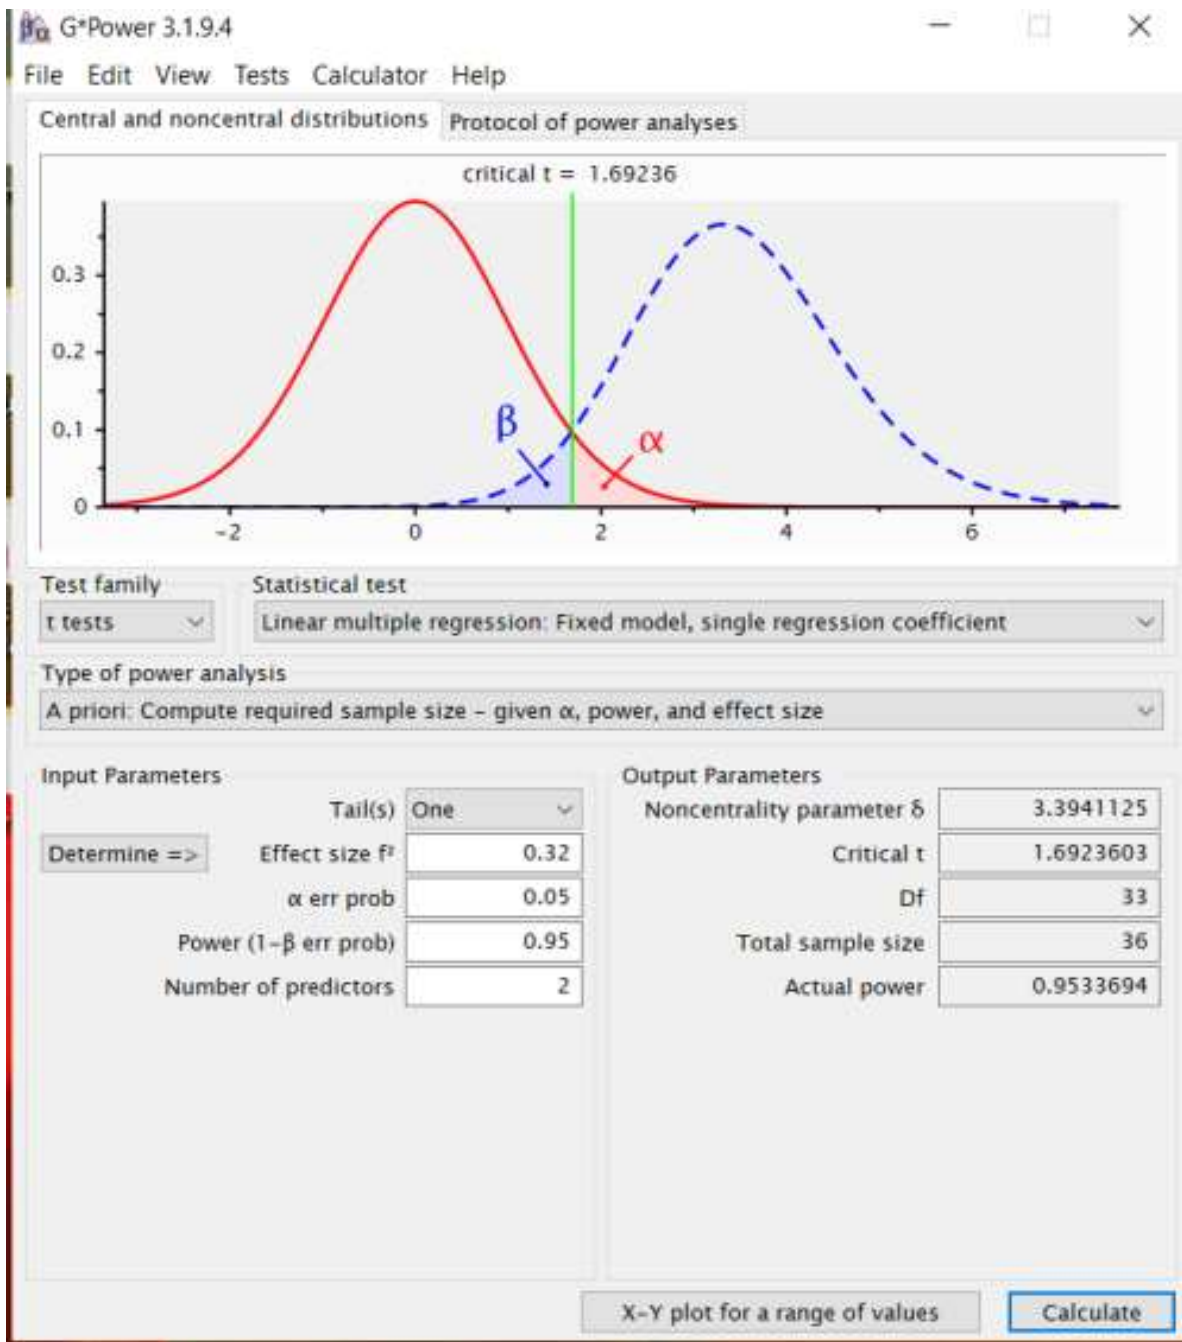 G*Power 3.1.9.4
File Edit View Tests Calculator Help
Central and noncentral distributions Protocol of power analyses
critical t = 1.69236
0.3
0.2
0.1
0
β
α
-2 0 2 4 6
Test family Statistical test
t tests Linear multiple regression: Fixed model, single regression coefficient
Type of power analysis
A priori: Compute required sample size - given α, power, and effect size
Input Parameters Output Parameters
Tail(s) One Noncentrality parameter δ 3.3941125
Determine => Effect size f² 0.32 Critical t 1.6923603
α err prob 0.05 Df 33
Power (1-β err prob) 0.95 Total sample size 36
Number of predictors 2 Actual power 0.9533694
X-Y plot for a range of values Calculate